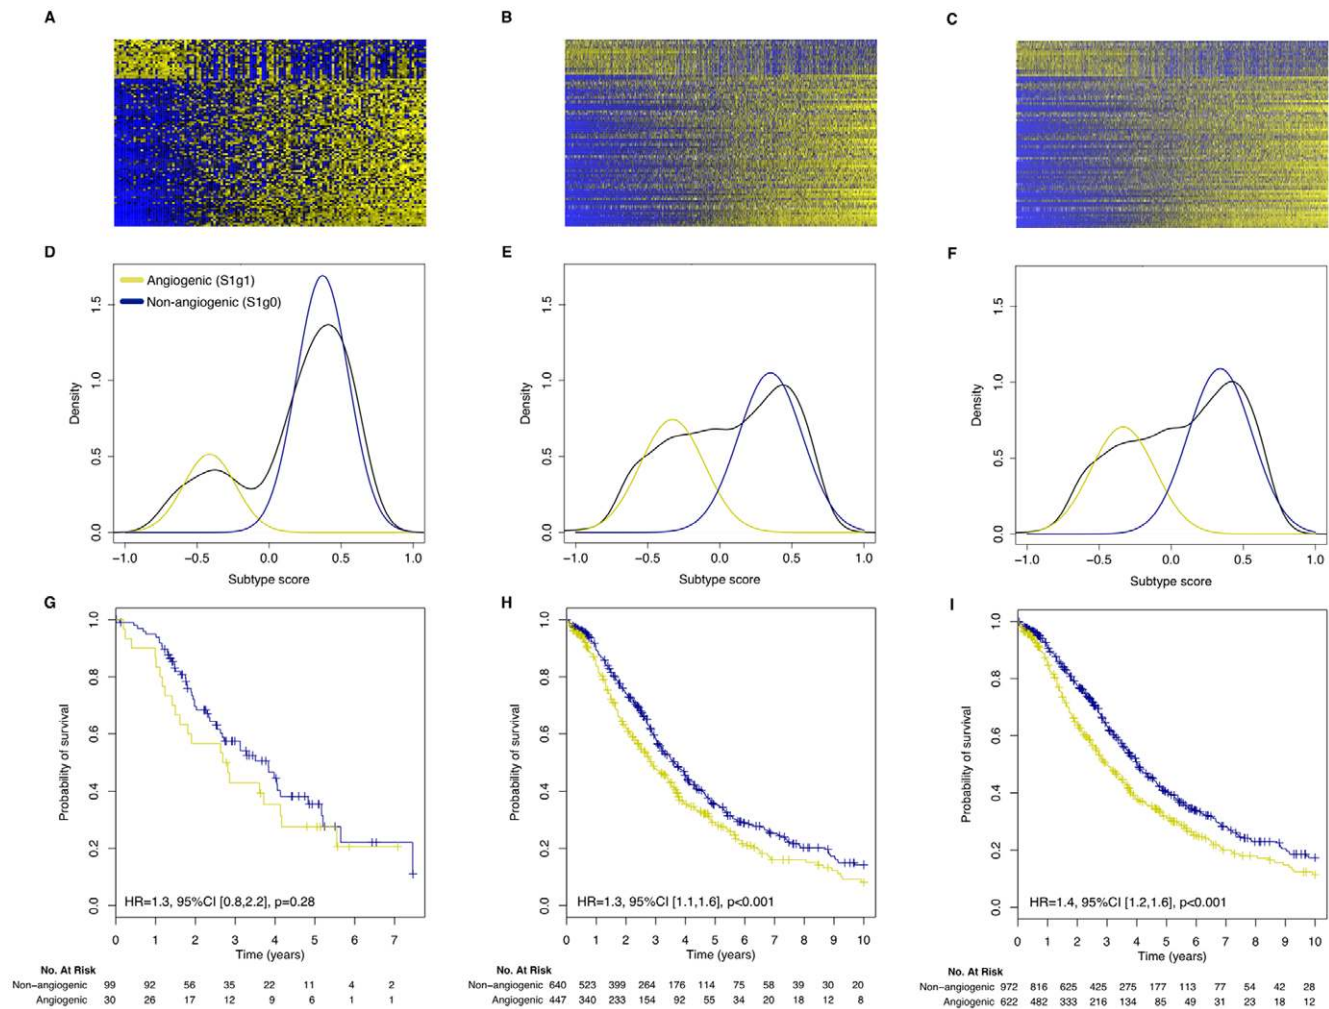 A
B
C
D
E
F
Angiogenic (S1g1)
Non-angiogenic (S1g0)
Density
Density
Density
0.0 0.5 1.0 1.5
0.0 0.5 1.0 1.5
0.0 0.5 1.0 1.5
−1.0 −0.5 0.0 0.5 1.0
−1.0 −0.5 0.0 0.5 1.0
−1.0 −0.5 0.0 0.5 1.0
Subtype score
Subtype score
Subtype score
G
H
I
Probability of survival
Probability of survival
Probability of survival
0.0 0.2 0.4 0.6 0.8 1.0
0.0 0.2 0.4 0.6 0.8 1.0
0.0 0.2 0.4 0.6 0.8 1.0
HR=1.3, 95%CI [0.8,2.2], p=0.28
HR=1.3, 95%CI [1.1,1.6], p<0.001
HR=1.4, 95%CI [1.2,1.6], p<0.001
0 1 2 3 4 5 6 7
0 1 2 3 4 5 6 7 8 9 10
0 1 2 3 4 5 6 7 8 9 10
Time (years)
Time (years)
Time (years)
No. At Risk
Non−angiogenic 99 92 56 35 22 11 4 2
Angiogenic 30 26 17 12 9 6 1 1
No. At Risk
Non−angiogenic 640 523 399 264 176 114 75 58 39 30 20
Angiogenic 447 340 233 154 92 55 34 20 18 12 8
No. At Risk
Non−angiogenic 972 816 625 425 275 177 113 77 54 42 28
Angiogenic 622 482 333 216 134 85 49 31 23 18 12